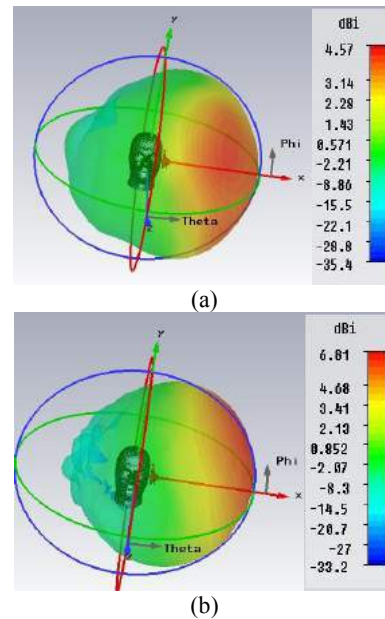 dBi
4.57
3.14
2.28
1.43
0.571
-2.21
-8.86
-15.5
-22.1
-28.8
-35.4
y
Phi
x
Theta
(a)
dBi
6.81
4.68
3.41
2.13
0.852
-2.07
-8.3
-14.5
-20.7
-27
-33.2
y
Phi
x
Theta
(b)